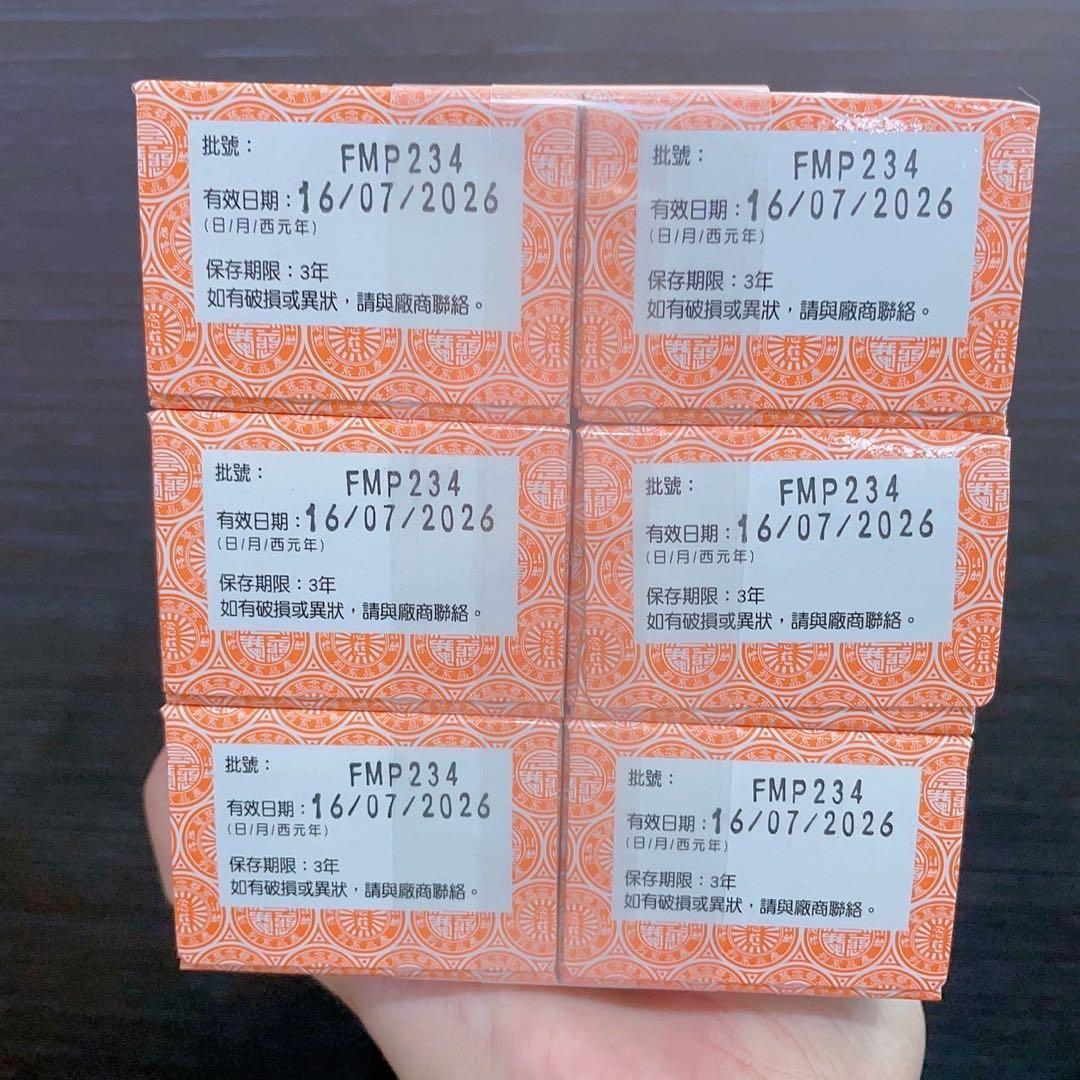 批號：
FMP234
有效日期：16/07/2026
(日/月/西元年)
保存期限：3年
如有破損或異狀，請與廠商聯絡。
批號：
FMP234
有效日期：16/07/2026
(日/月/西元年)
保存期限：3年
如有破損或異狀，請與廠商聯絡。
批號：
FMP234
有效日期：16/07/2026
(日/月/西元年)
保存期限：3年
如有破損或異狀，請與廠商聯絡。
批號：
FMP234
有效日期：16/07/2026
(日/月/西元年)
保存期限：3年
如有破損或異狀，請與廠商聯絡。
批號：
FMP234
有效日期：16/07/2026
(日/月/西元年)
保存期限：3年
如有破損或異狀，請與廠商聯絡。
批號：
FMP234
有效日期：16/07/2026
(日/月/西元年)
保存期限：3年
如有破損或異狀，請與廠商聯絡。